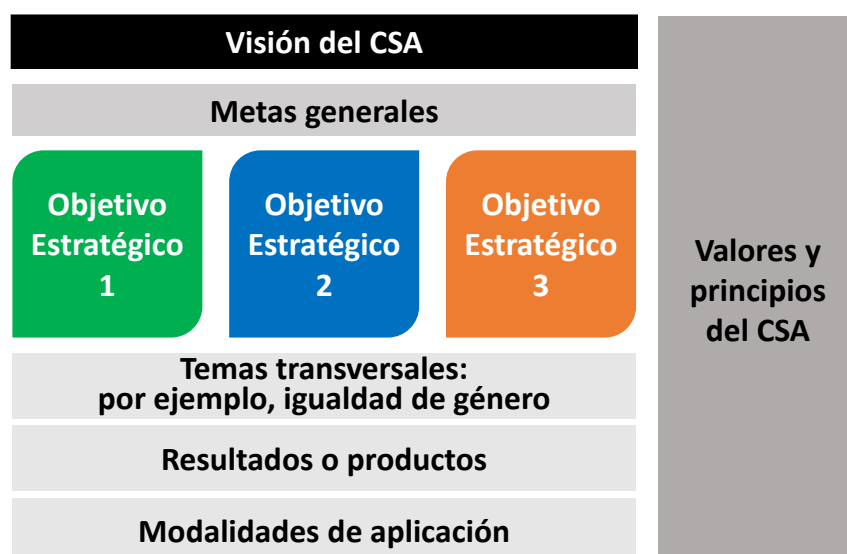 Visión del CSA
Metas generales
Objetivo
Estratégico
1
Objetivo
Estratégico
2
Objetivo
Estratégico
3
Temas transversales:
por ejemplo, igualdad de género
Resultados o productos
Modalidades de aplicación
Valores y
principios
del CSA